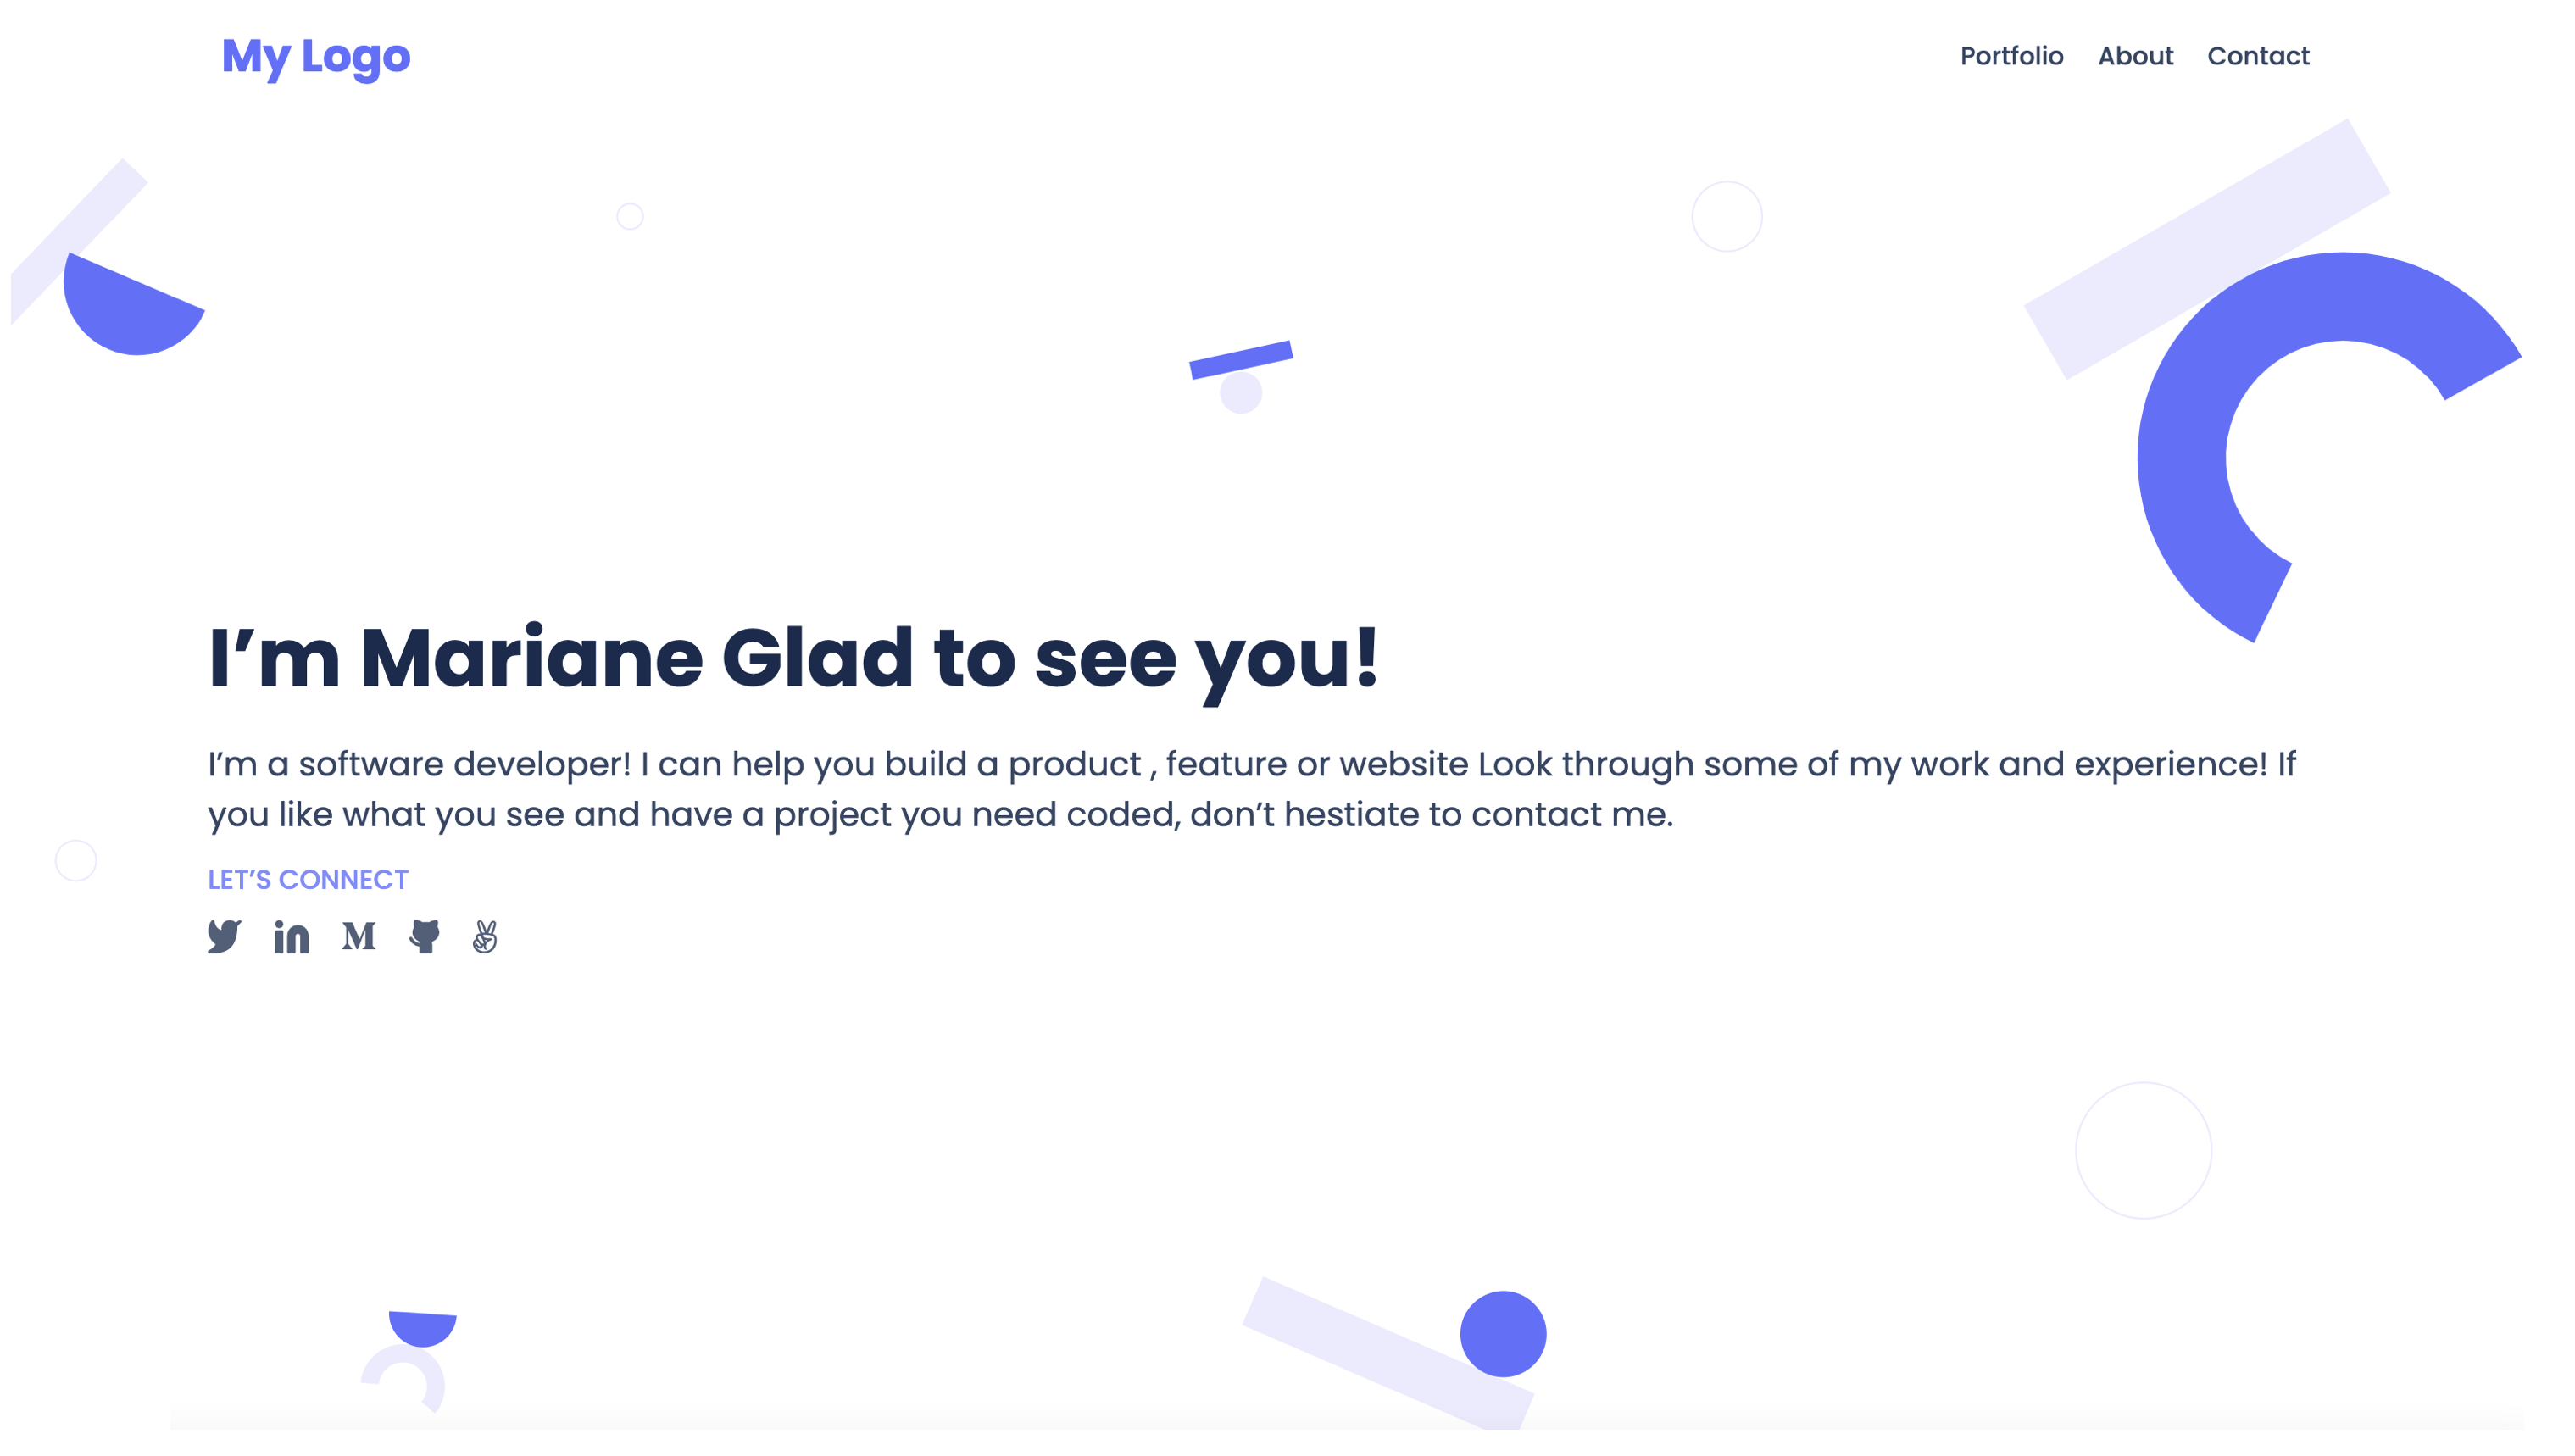 My Logo
Portfolio About Contact
I’m Mariane Glad to see you!
I’m a software developer! I can help you build a product , feature or website Look through some of my work and experience! If
you like what you see and have a project you need coded, don’t hestiate to contact me.
LET’S CONNECT